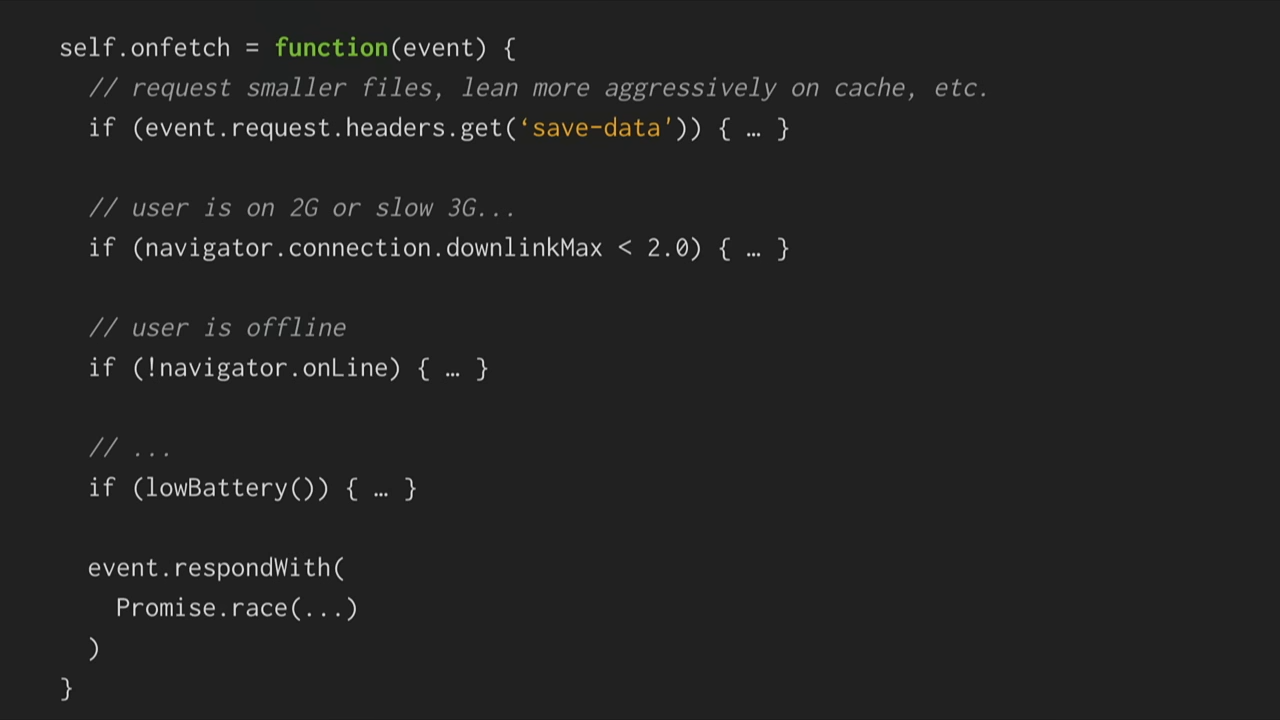 self.onfetch = function(event) {
// request smaller files, lean more aggressively on cache, etc.
if (event.request.headers.get(‘save-data')) { … }
// user is on 2G or slow 3G...
if (navigator.connection.downlinkMax < 2.0) { … }
// user is offline
if (!navigator.onLine) { … }
// ...
if (lowBattery()) { … }
event.respondWith(
Promise.race(...)
)
}